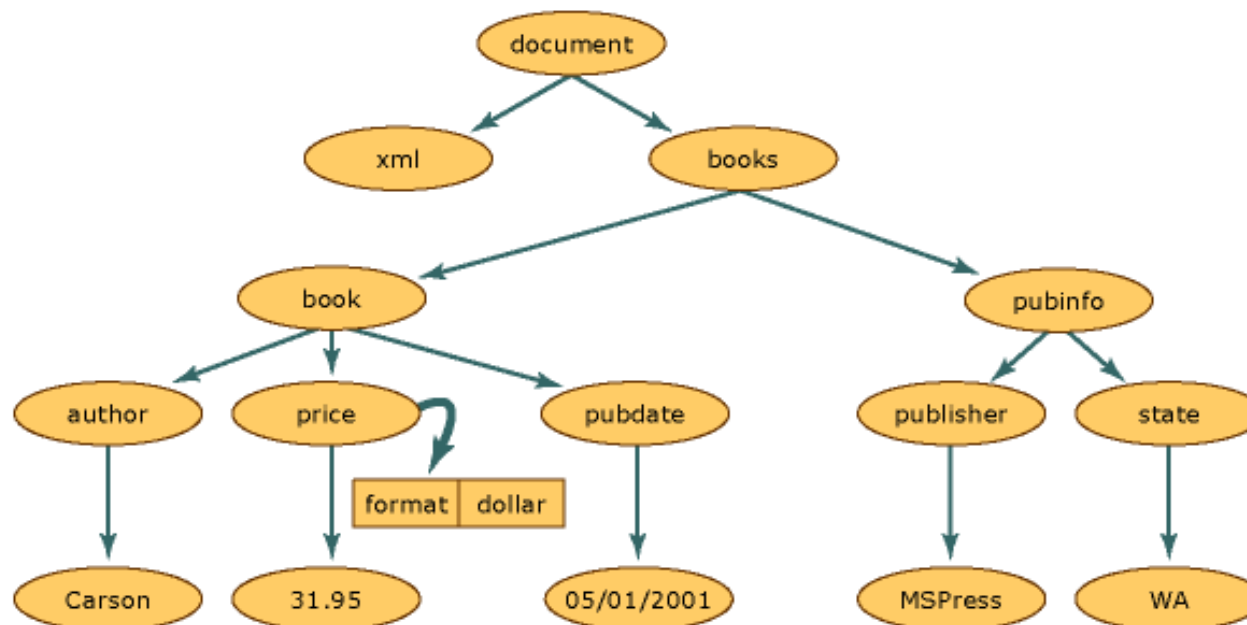 document
xml
books
book
pubinfo
author
price
pubdate
publisher
state
format dollar
Carson
31.95
05/01/2001
MSPress
WA